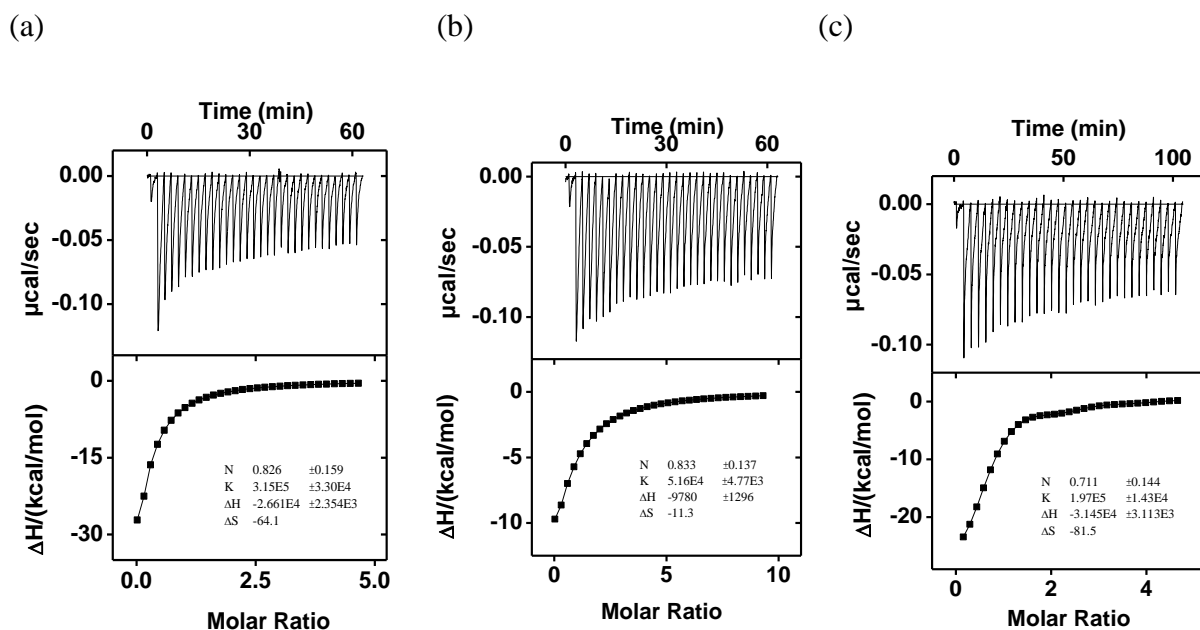 (a)
Time (min)
0 30 60
0.00
-0.05
-0.10
µcal/sec
0
-15
-30
ΔH/(kcal/mol)
N 0.826 ±0.159
K 3.15E5 ±3.30E4
ΔH -2.661E4 ±2.354E3
ΔS -64.1
0.0 2.5 5.0
Molar Ratio
(b)
Time (min)
0 30 60
0.00
-0.05
-0.10
µcal/sec
0
-5
-10
ΔH/(kcal/mol)
N 0.833 ±0.137
K 5.16E4 ±4.77E3
ΔH -9780 ±1296
ΔS -11.3
0 5 10
Molar Ratio
(c)
Time (min)
0 50 100
0.00
-0.05
-0.10
µcal/sec
0
-10
-20
ΔH/(kcal/mol)
N 0.711 ±0.144
K 1.97E5 ±1.43E4
ΔH -3.145E4 ±3.113E3
ΔS -81.5
0 2 4
Molar Ratio